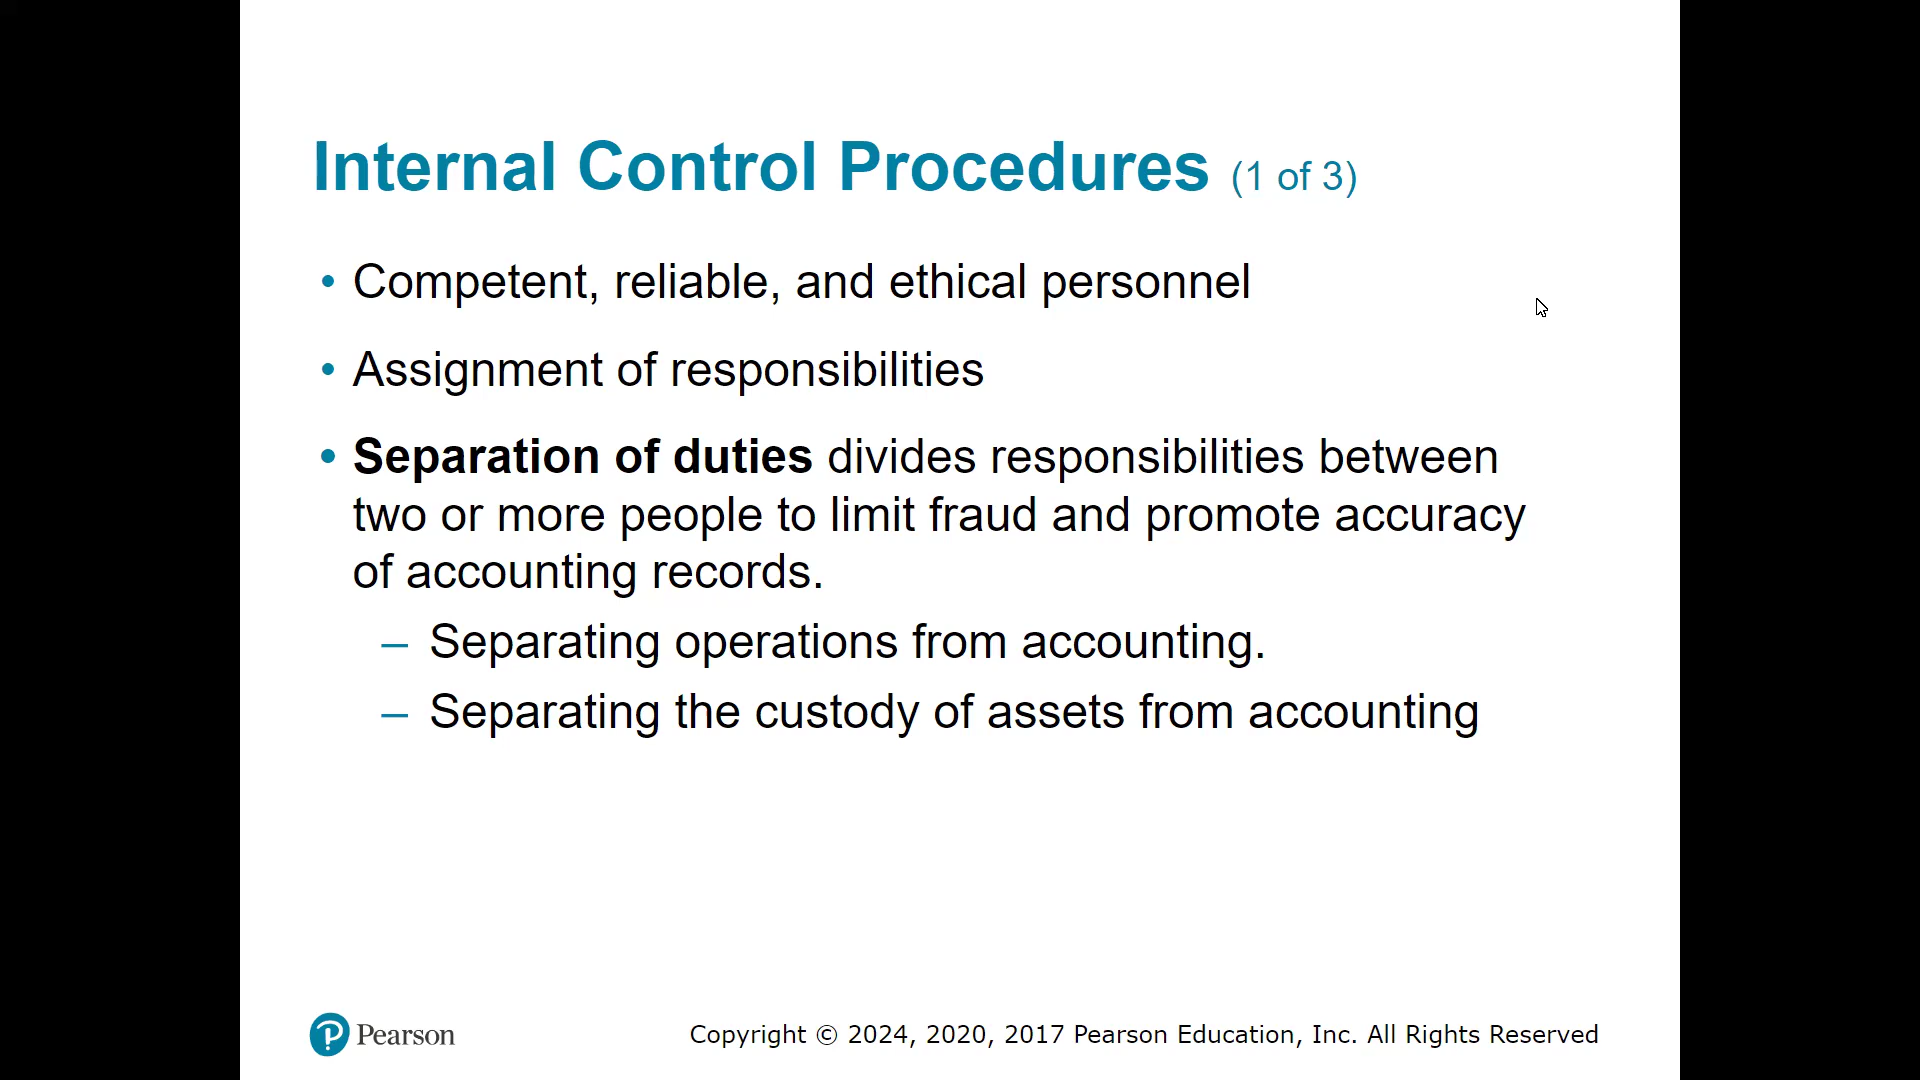 Internal Control Procedures (1 of 3)
• Competent, reliable, and ethical personnel
• Assignment of responsibilities
• Separation of duties divides responsibilities between
two or more people to limit fraud and promote accuracy
of accounting records.
– Separating operations from accounting.
– Separating the custody of assets from accounting
Pearson
Copyright © 2024, 2020, 2017 Pearson Education, Inc. All Rights Reserved